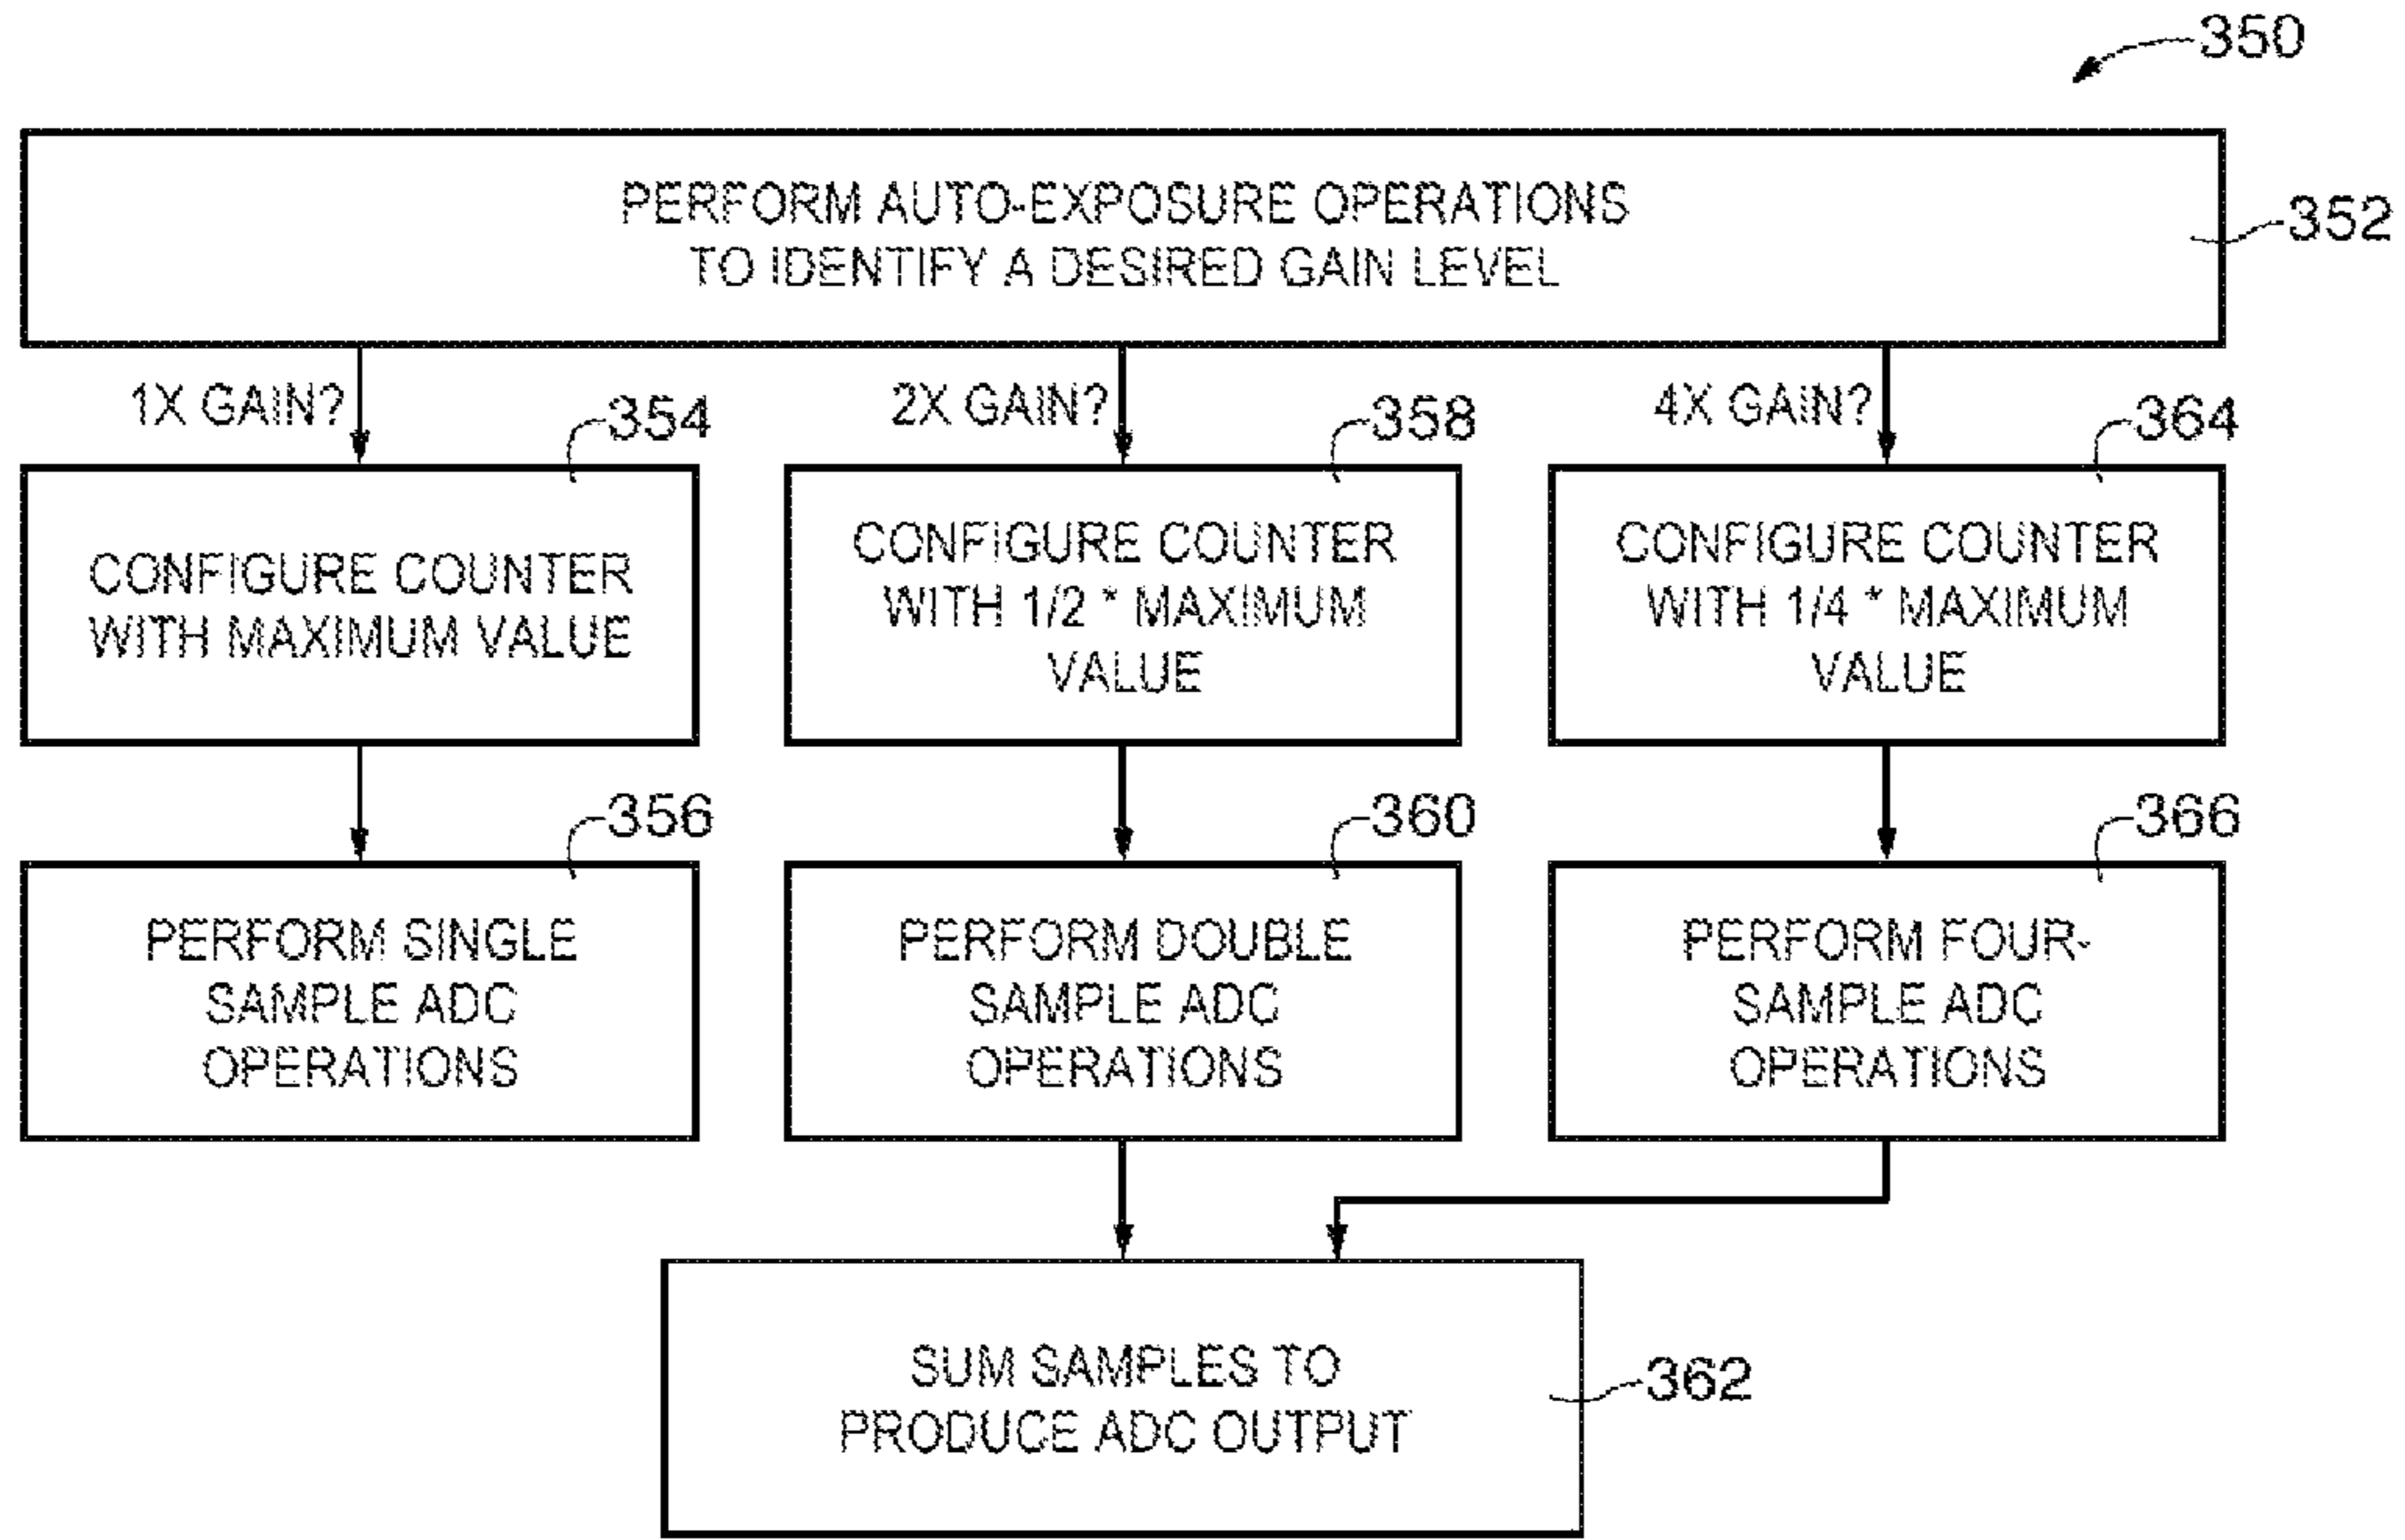 350
PERFORM AUTO-EXPOSURE OPERATIONS
TO IDENTIFY A DESIRED GAIN LEVEL
352
1X GAIN?
354
2X GAIN?
358
4X GAIN?
364
CONFIGURE COUNTER
WITH MAXIMUM VALUE
CONFIGURE COUNTER
WITH 1/2 * MAXIMUM
VALUE
CONFIGURE COUNTER
WITH 1/4 * MAXIMUM
VALUE
356
360
366
PERFORM SINGLE
SAMPLE ADC
OPERATIONS
PERFORM DOUBLE
SAMPLE ADC
OPERATIONS
PERFORM FOUR-
SAMPLE ADC
OPERATIONS
SUM SAMPLES TO
PRODUCE ADC OUTPUT
362